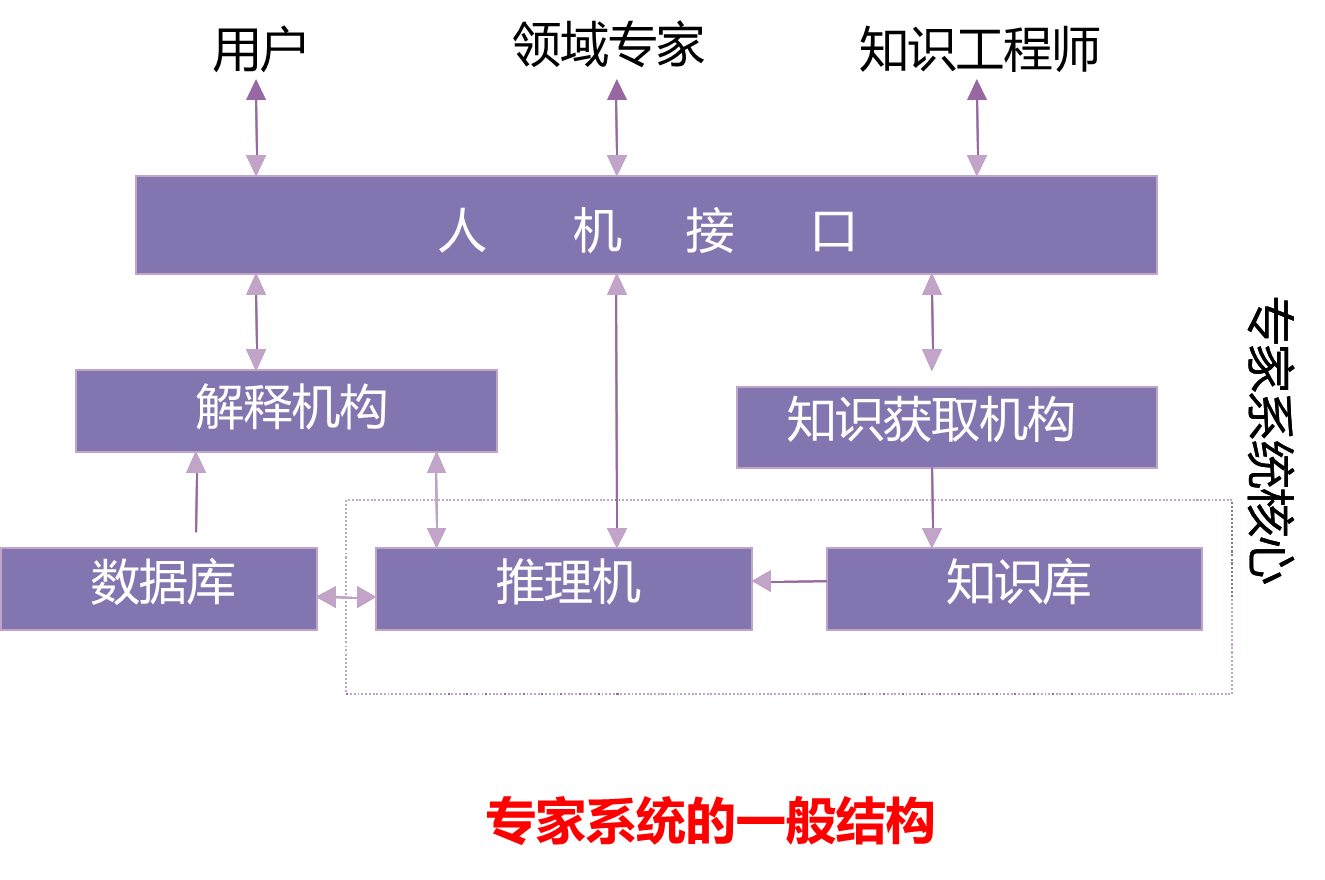 用户
领域专家
知识工程师
人 机 接 口
解释机构
知识获取机构
专家系统核心
数据库
推理机
知识库
专家系统的一般结构